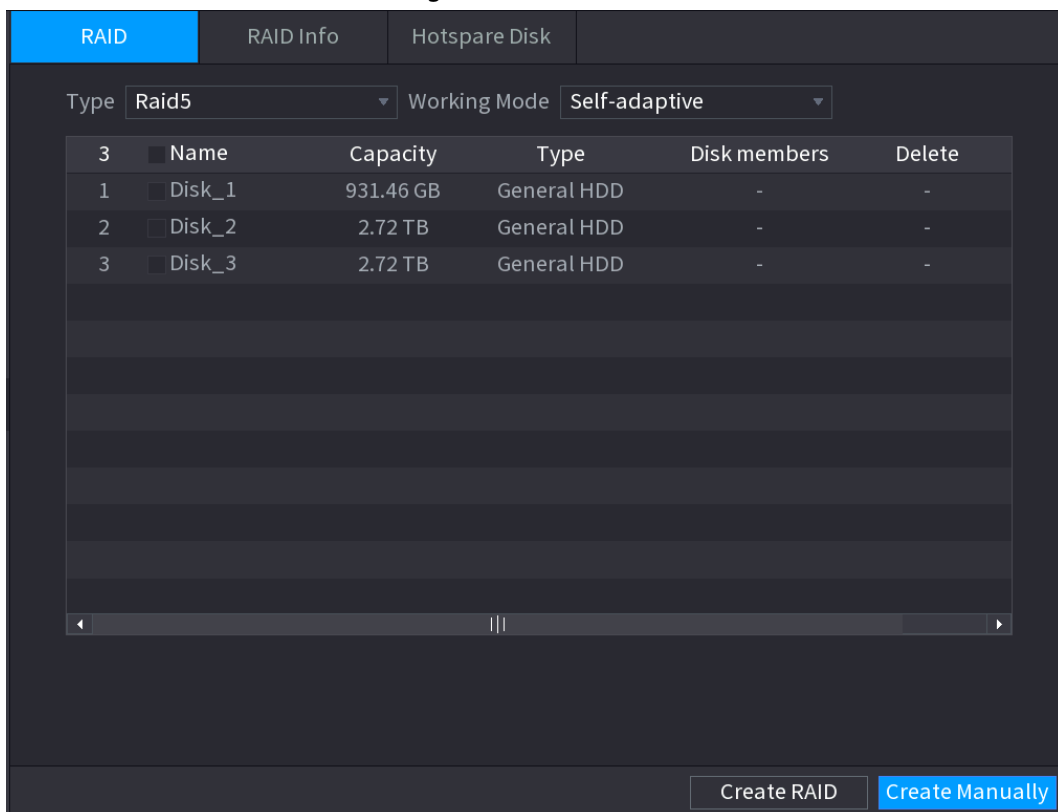 RAID RAID Info Hotspare Disk
Type Raid5 Working Mode Self-adaptive
3 Name Capacity Type Disk members Delete
1 Disk_1 931.46 GB General HDD - -
2 Disk_2 2.72 TB General HDD - -
3 Disk_3 2.72 TB General HDD - -
Create RAID Create Manually